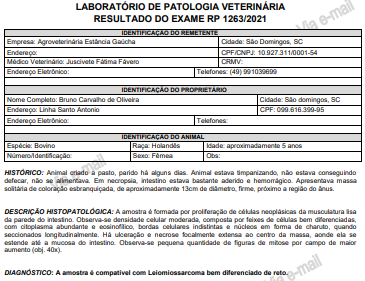 LABORATÓRIO DE PATOLOGIA VETERINÁRIA
RESULTADO DO EXAME RP 1263/2021
Via e-mail
IDENTIFICAÇÃO DO REMETENTE
Empresa: Agroveterinária Estância Gaúcha Cidade: São Domingos, SC
Endereço: CPF/CNPJ: 10.927.311/0001-54
Médico Veterinário: Juscivete Fátima Fávero CRMV:
Endereço Eletrônico: Telefones: (49) 991039699
IDENTIFICAÇÃO DO PROPRIETÁRIO
Nome Completo: Bruno Carvalho de Oliveira Cidade: São domingos, SC
Endereço: Linha Santo Antonio CPF: 099.616.399-95
Endereço Eletrônico: Telefones:
IDENTIFICAÇÃO DO ANIMAL
Espécie: Bovino Raça: Holandês Idade: aproximadamente 5 anos
Número/Identificação: Sexo: Fêmea Obs:
Via e-mail
HISTÓRICO: Animal criado a pasto, parido há alguns dias. Animal estava timpanizando, não estava conseguindo
defecar, não se alimentava. Em necropsia, intestino estava bastante aderido e hemorrágico. Apresentava massa
solitária de coloração esbranquiçada, de aproximadamente 13cm de diâmetro, firme, próximo a região do ânus.
DESCRIÇÃO HISTOPATOLÓGICA: A amostra é formada por proliferação de células neoplásicas da musculatura lisa
da parede do intestino. Observa-se densidade celular moderada, composta por feixes de células bem diferenciadas,
com citoplasma abundante e eosinofílico, bordas celulares indistintas e núcleos em forma de charuto, quando
seccionados longitudinalmente. Há ulceração e necrose focalmente extensa ao centro da massa, aonde ela se
estende até a mucosa do intestino. Observa-se pequena quantidade de figuras de mitose por campo de maior
aumento (obj. 40x).
DIAGNÓSTICO: A amostra é compatível com Leiomiossarcoma bem diferenciado de reto.
Via e-mail